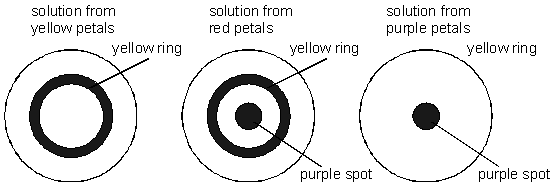 solution from
yellow petals
solution from
red petals
solution from
purple petals
yellow ring
yellow ring
yellow ring
purple spot
purple spot